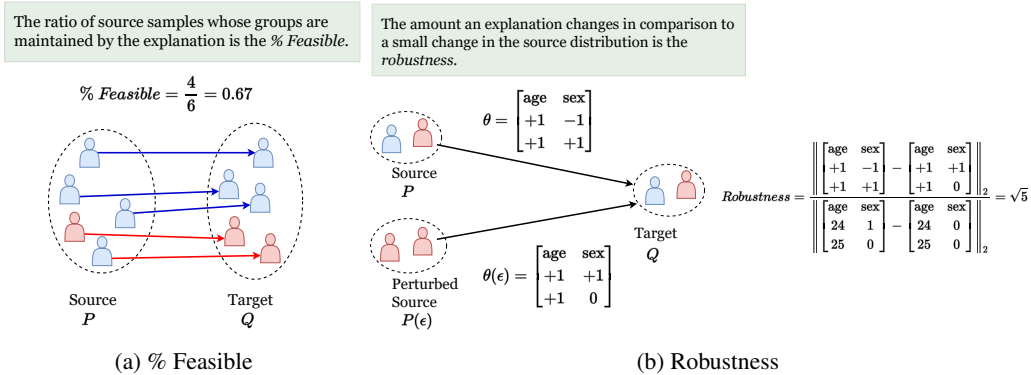 The ratio of source samples whose groups are
maintained by the explanation is the % Feasible.
% Feasible = 4/6 = 0.67
Source
P
Target
Q
(a) % Feasible
The amount an explanation changes in comparison to
a small change in the source distribution is the
robustness.
θ = [age sex
+1 −1
+1 +1]
Source
P
Perturbed
Source
P(ϵ)
θ(ϵ) = [age sex
+1 +1
+1 0]
Target
Q
Robustness = ‖[age sex
+1 −1
+1 +1] − [age sex
+1 +1
+1 0]‖₂
/
‖[age sex
24 1
25 0] − [age sex
24 0
25 0]‖₂
= √5
(b) Robustness